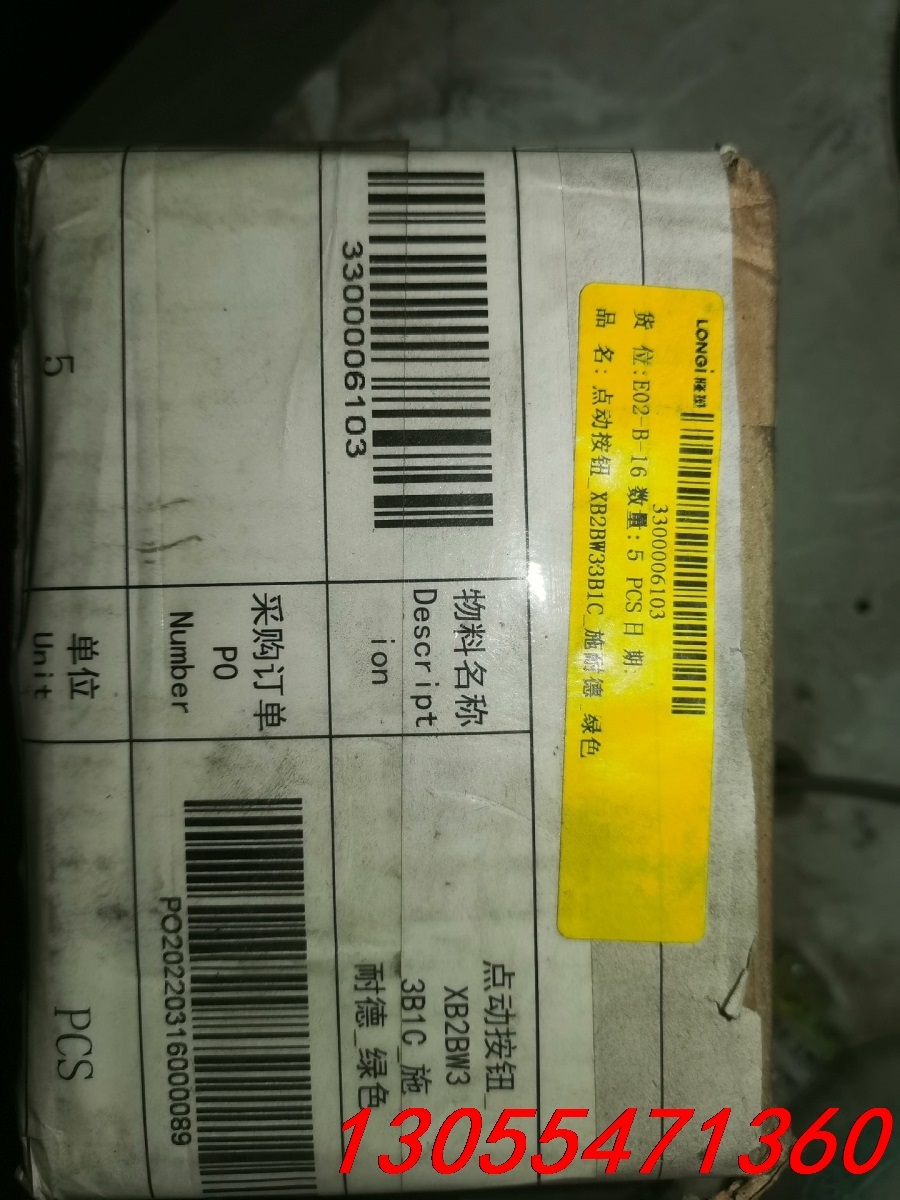 LONGi 隆基
3300006103
货 位:E02-B-16 数量:5 PCS 日 期:
品 名: 点动按钮_XB2BW33B1C_施耐德_绿色
3300006103
物料名称
Descript
ion
点动按钮_
XB2BW3
3B1C_施
耐德_绿色
采购订单
PO
Number
PO20220316000089
5
单位
Unit
PCS
13055471360